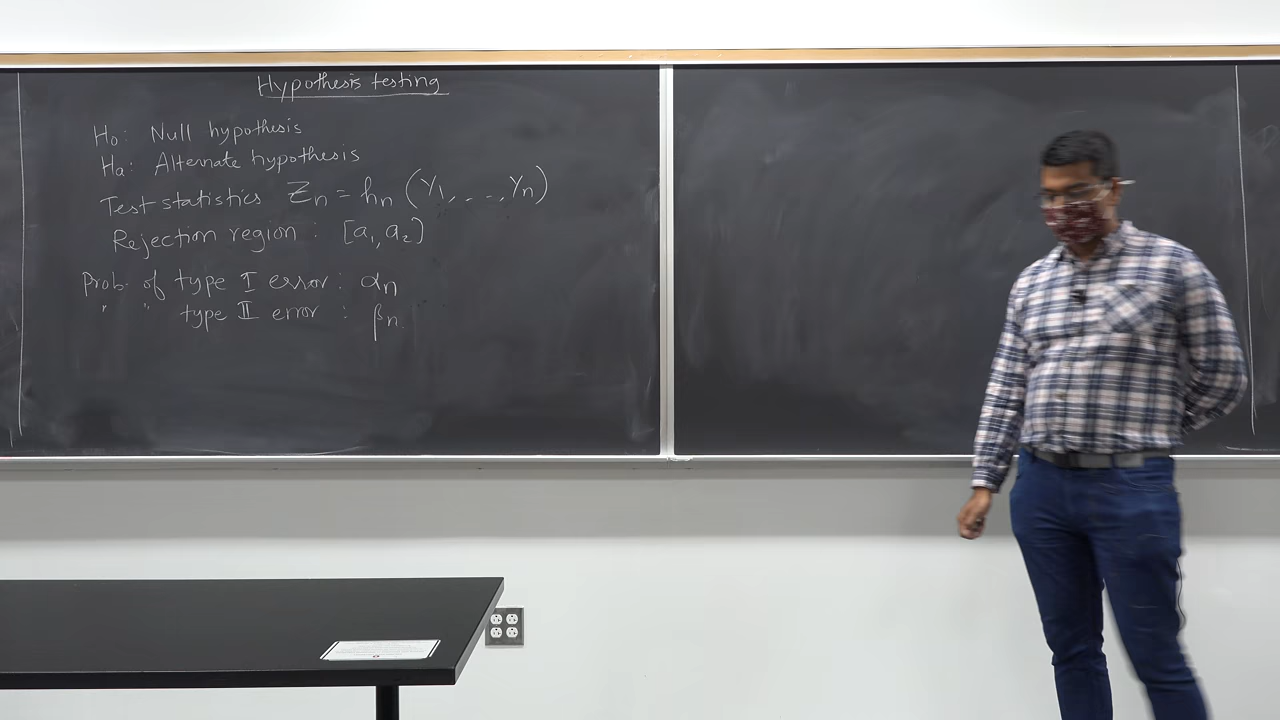 Hypothesis testing
H₀: Null hypothesis
Ha: Alternate hypothesis
Test statistics Zn = hn (Y₁, ..., Yn)
Rejection region : [a₁, a₂]
Prob. of type I error: αn
" " type II error : βn.